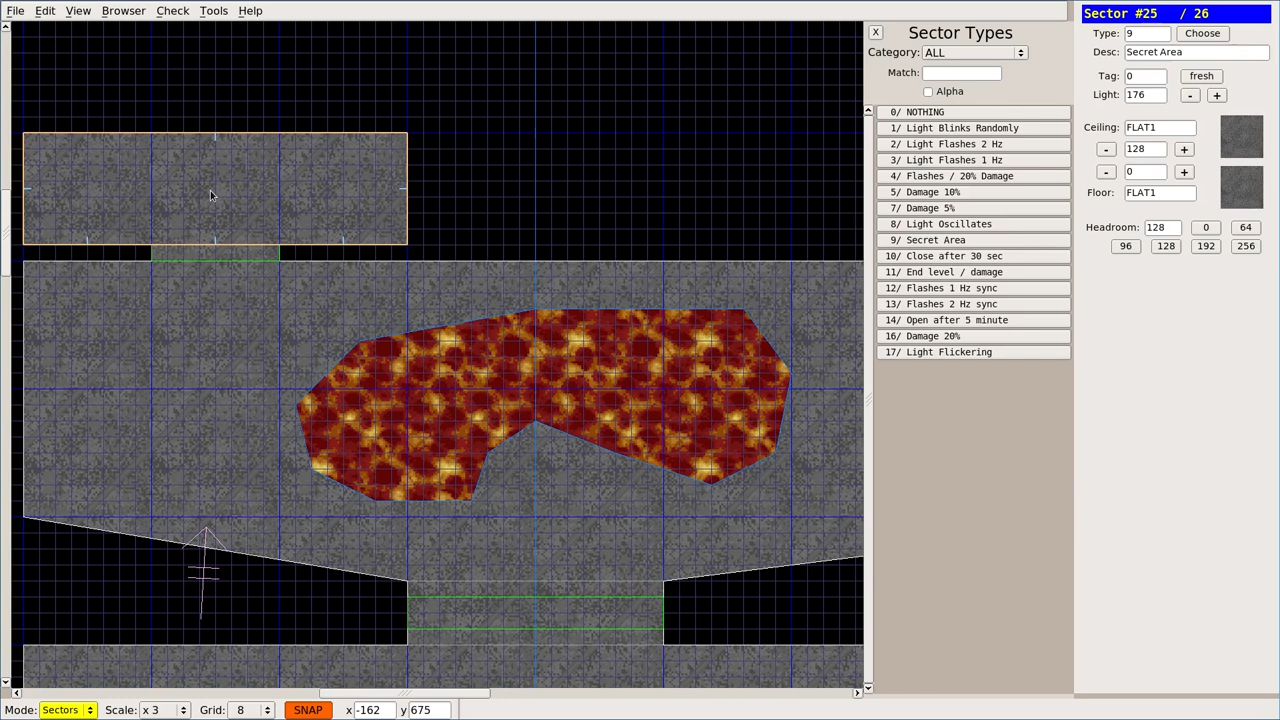 File Edit View Browser Check Tools Help
X Sector Types
Category: ALL
Match:
Alpha
0/ NOTHING
1/ Light Blinks Randomly
2/ Light Flashes 2 Hz
3/ Light Flashes 1 Hz
4/ Flashes / 20% Damage
5/ Damage 10%
7/ Damage 5%
8/ Light Oscillates
9/ Secret Area
10/ Close after 30 sec
11/ End level / damage
12/ Flashes 1 Hz sync
13/ Flashes 2 Hz sync
14/ Open after 5 minute
16/ Damage 20%
17/ Light Flickering
Sector #25 / 26
Type: 9 Choose
Desc: Secret Area
Tag: 0 fresh
Light: 176 - +
Ceiling: FLAT1
- 128 +
- 0 +
Floor: FLAT1
Headroom: 128 0 64
96 128 192 256
Mode: Sectors Scale: x 3 Grid: 8 SNAP x -162 y 675